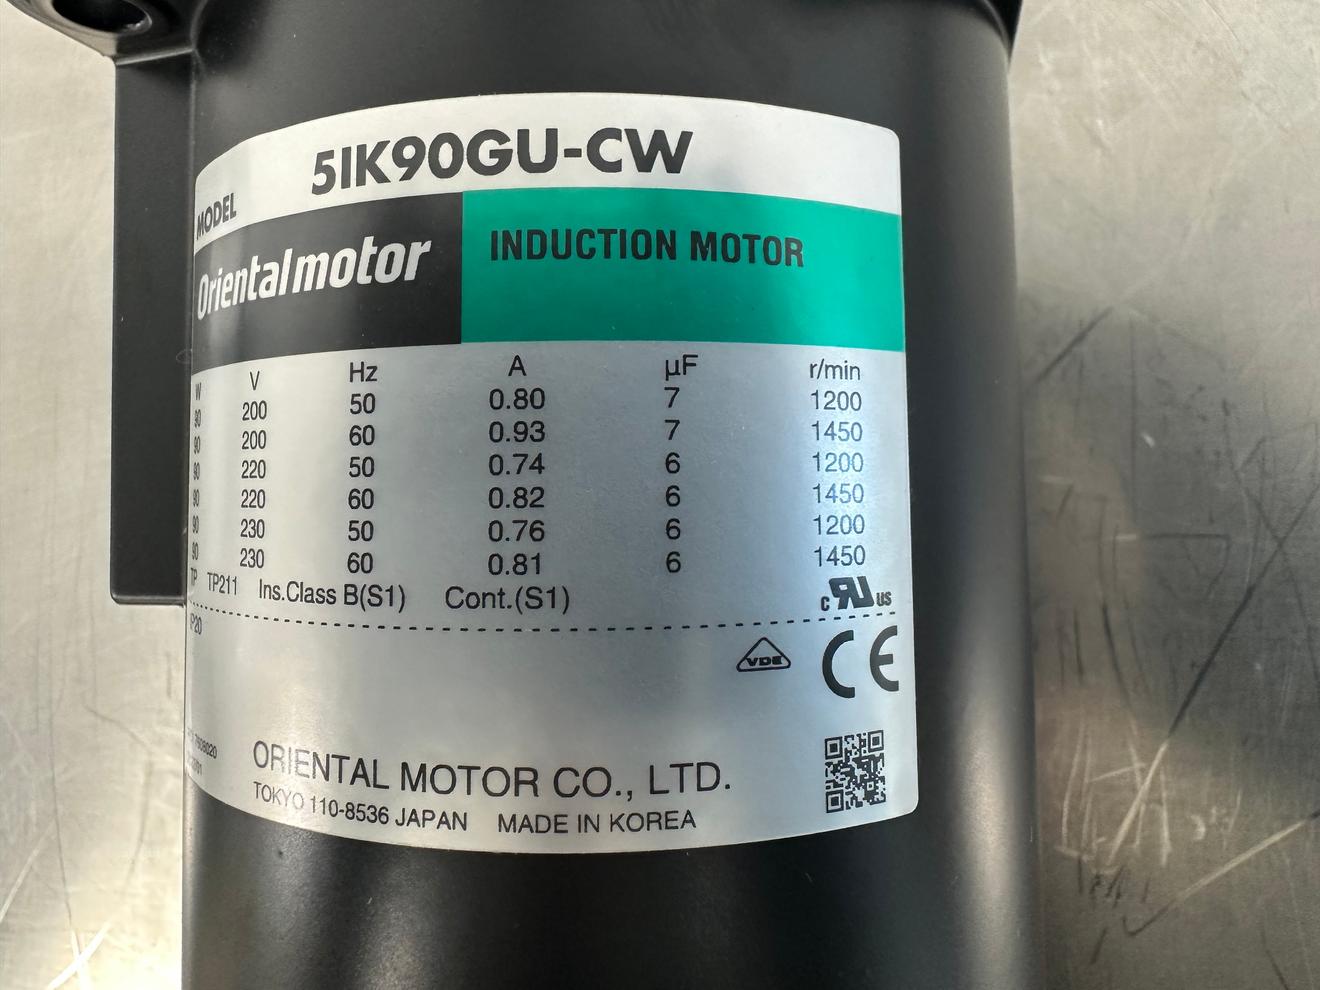 MODEL 5IK90GU-CW
Orientalmotor INDUCTION MOTOR
W V Hz A µF r/min
90 200 50 0.80 7 1200
90 200 60 0.93 7 1450
90 220 50 0.74 6 1200
90 220 60 0.82 6 1450
90 230 50 0.76 6 1200
90 230 60 0.81 6 1450
TP TP211 Ins.Class B(S1) Cont.(S1) c RU us
VDE CE
ORIENTAL MOTOR CO., LTD.
TOKYO 110-8536 JAPAN MADE IN KOREA